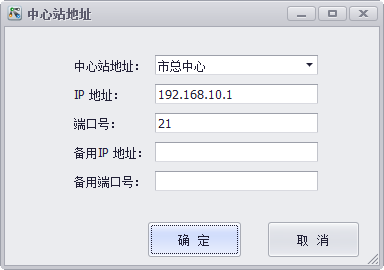 中心站地址
中心站地址： 市总中心
IP 地址： 192.168.10.1
端口号： 21
备用IP 地址：
备用端口号：
确 定 取 消